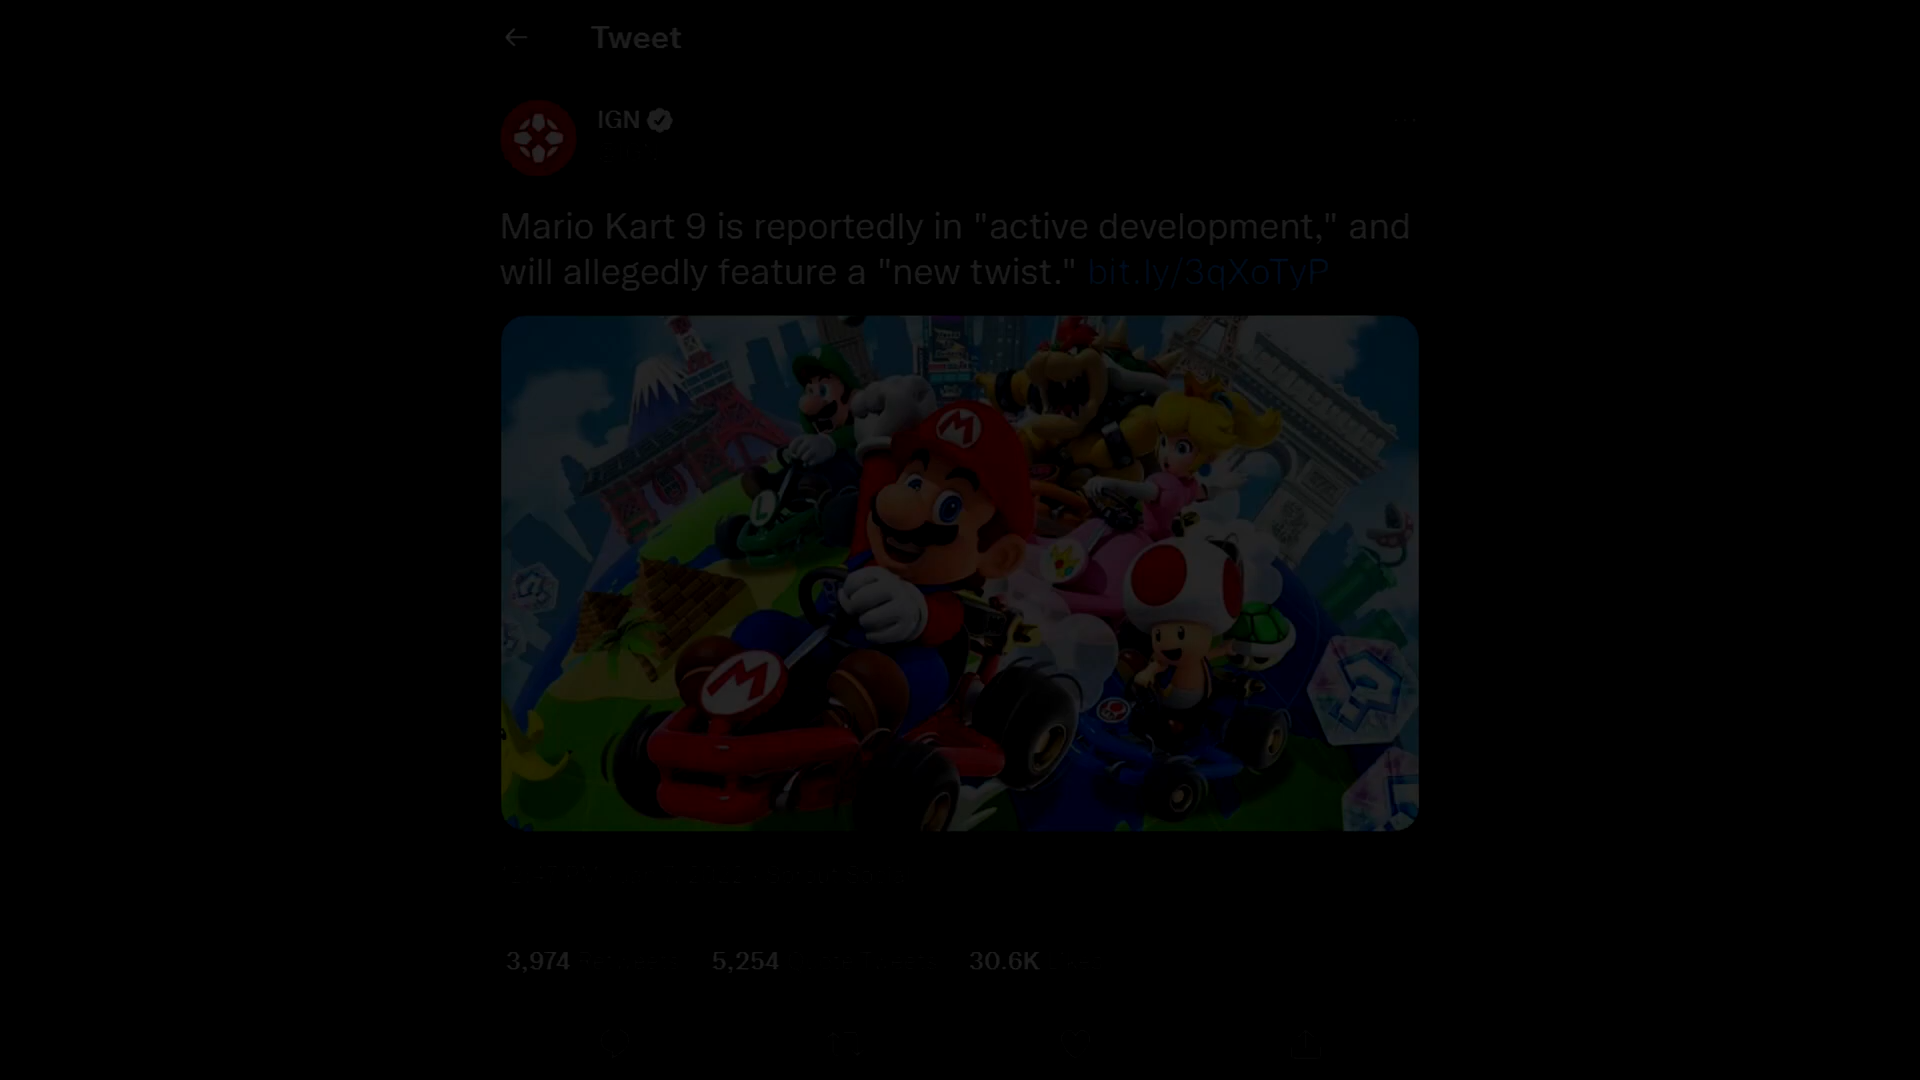 Tweet
IGN
Mario Kart 9 is reportedly in "active development," and
will allegedly feature a "new twist." bit.ly/3qXoTyP
M
L
M
3,974
5,254
30.6K